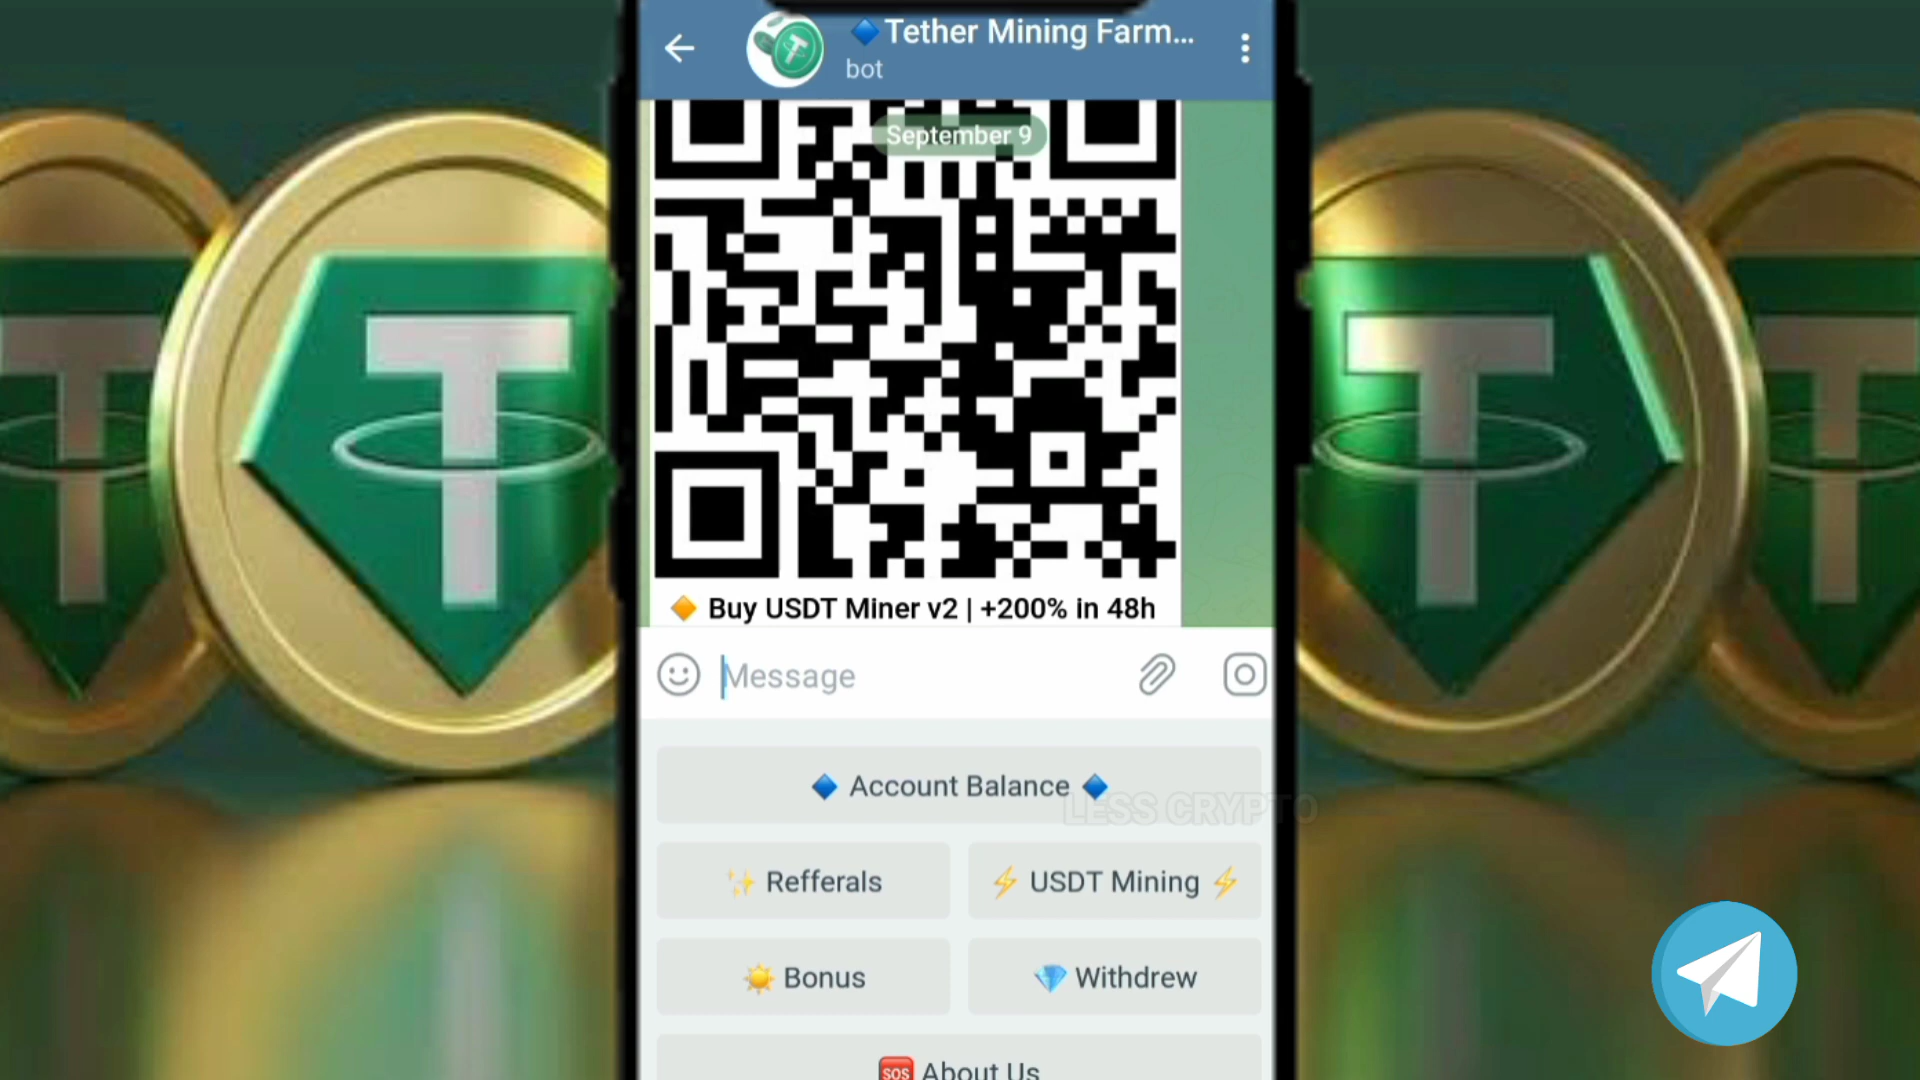 Tether Mining Farm...
bot
September 9
Buy USDT Miner v2 | +200% in 48h
Message
Account Balance
LESS CRYPTO
Refferals
USDT Mining
Bonus
Withdrew
SOS About Us